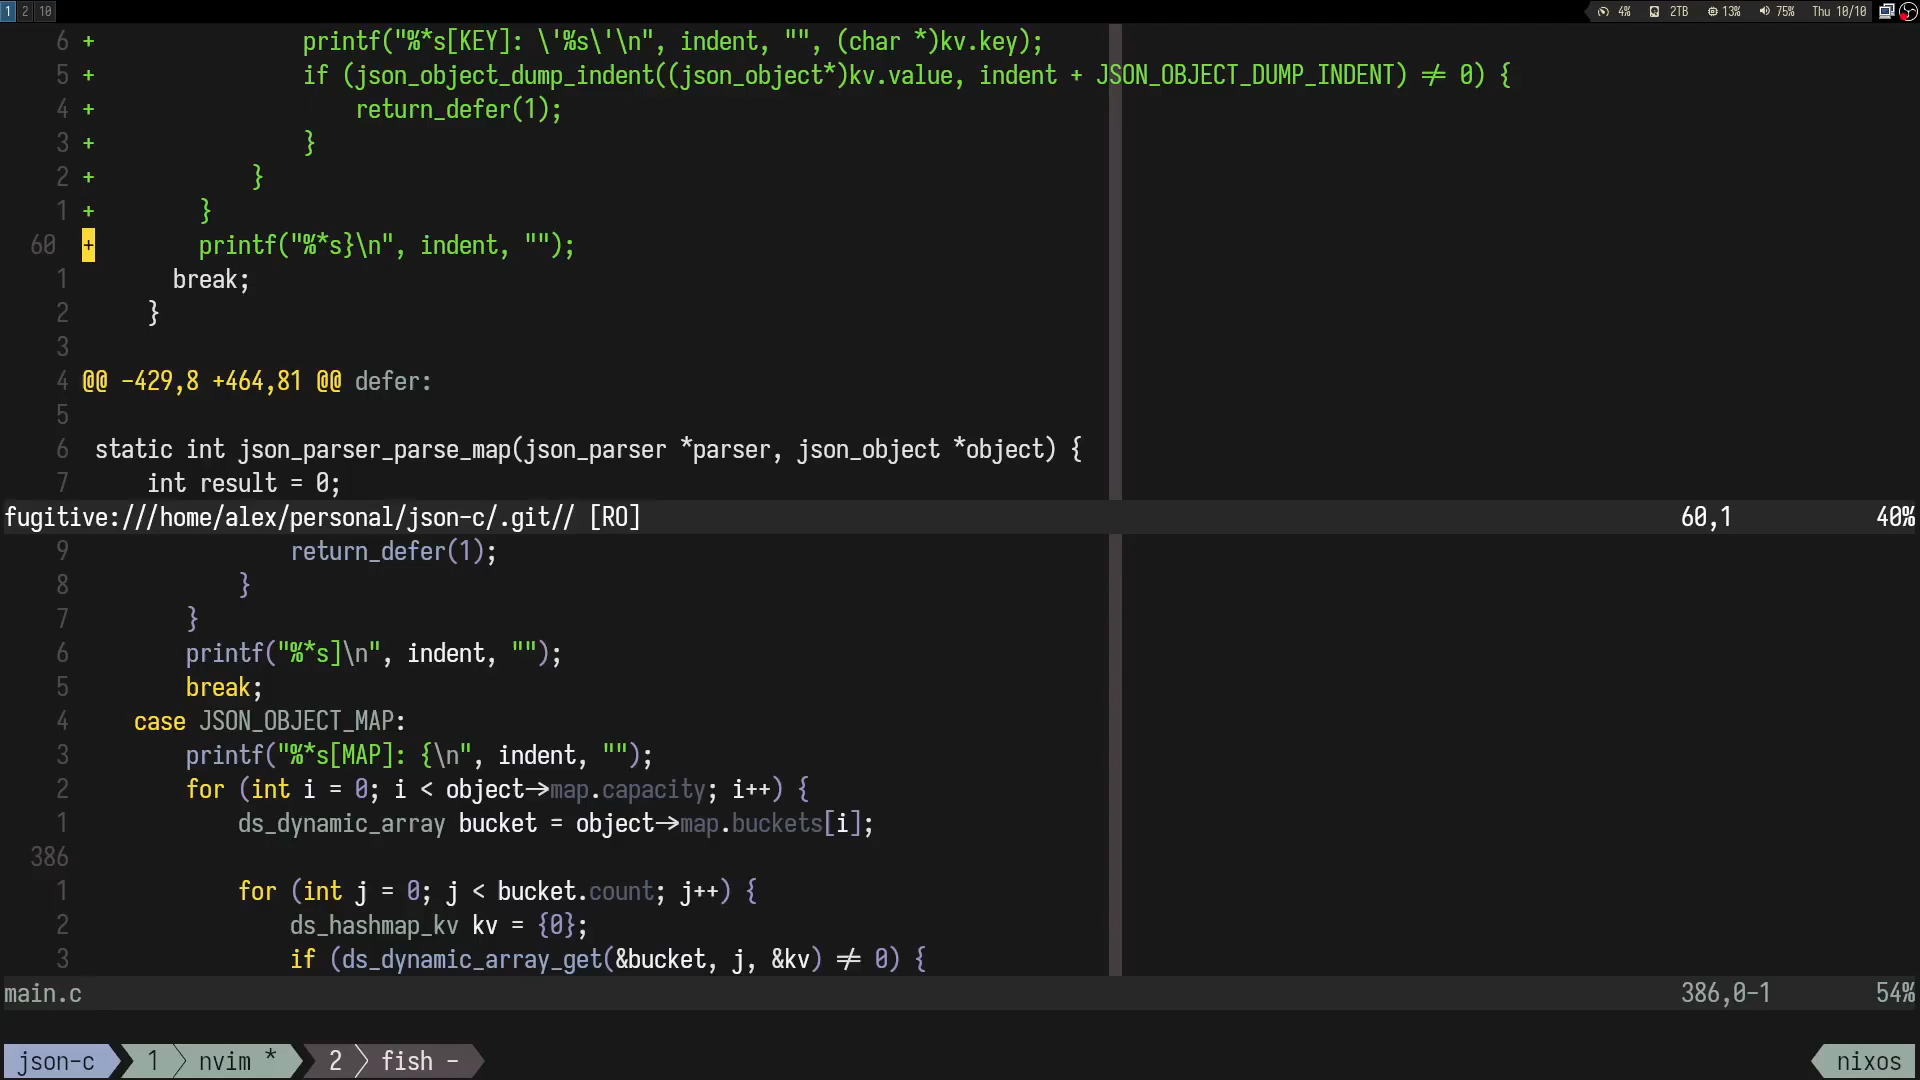 1 2 10 4% 2TB 13% 75% Thu 10/10
6 + printf("%*s[KEY]: \'%s\'\n", indent, "", (char *)kv.key);
5 + if (json_object_dump_indent((json_object*)kv.value, indent + JSON_OBJECT_DUMP_INDENT) != 0) {
4 + return_defer(1);
3 + }
2 + }
1 + }
60 + printf("%*s}\n", indent, "");
1 break;
2 }
3
4 @@ -429,8 +464,81 @@ defer:
5
6 static int json_parser_parse_map(json_parser *parser, json_object *object) {
7 int result = 0;
fugitive:///home/alex/personal/json-c/.git// [RO] 60,1 40%
9 return_defer(1);
8 }
7 }
6 printf("%*s]\n", indent, "");
5 break;
4 case JSON_OBJECT_MAP:
3 printf("%*s[MAP]: {\n", indent, "");
2 for (int i = 0; i < object->map.capacity; i++) {
1 ds_dynamic_array bucket = object->map.buckets[i];
386
1 for (int j = 0; j < bucket.count; j++) {
2 ds_hashmap_kv kv = {0};
3 if (ds_dynamic_array_get(&bucket, j, &kv) != 0) {
main.c 386,0-1 54%
json-c 1 nvim * 2 fish - nixos